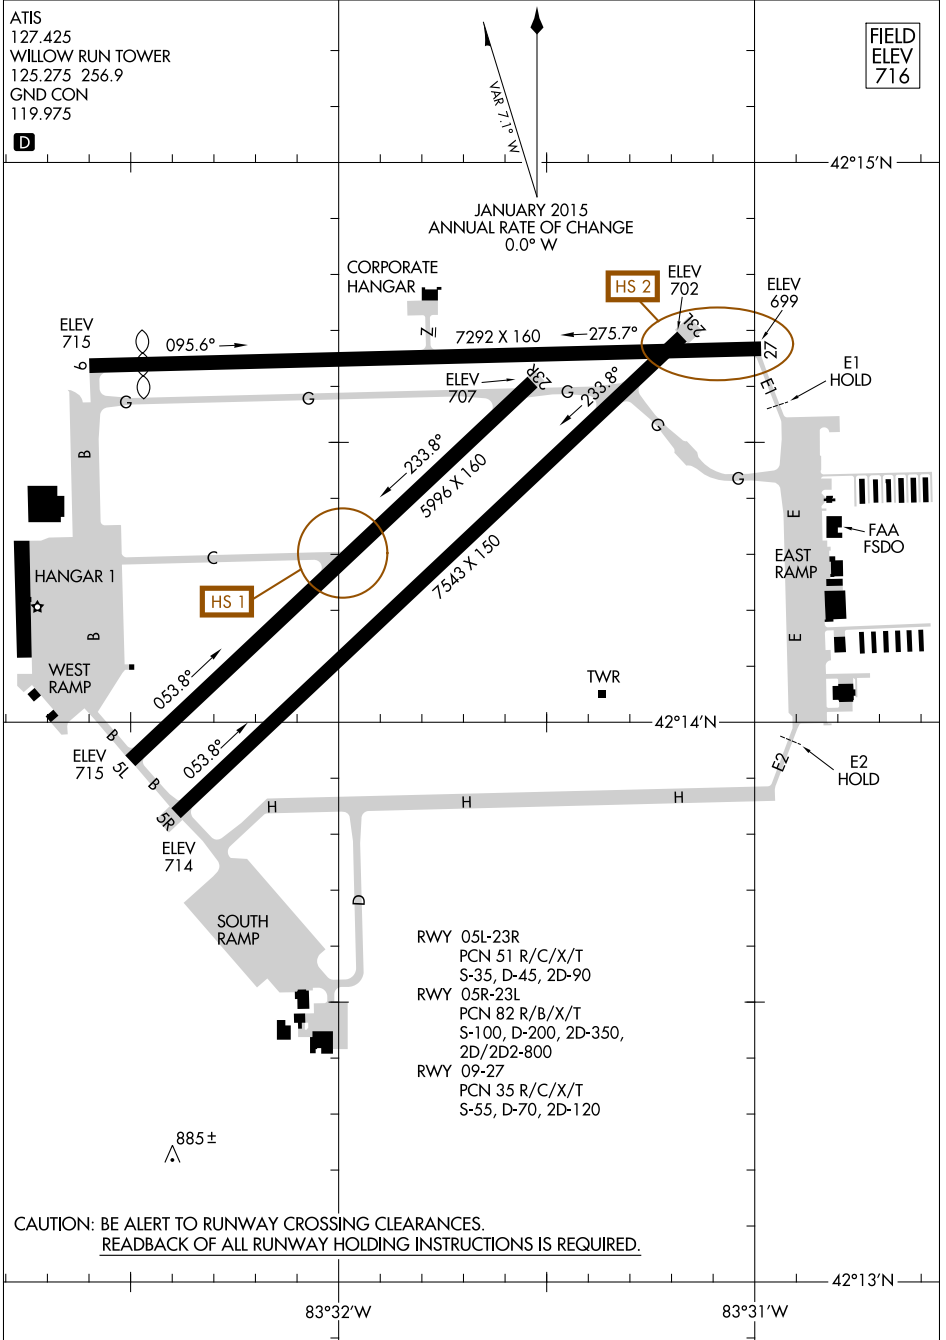 ATIS
127.425
WILLOW RUN TOWER
125.275 256.9
GND CON
119.975
D
FIELD
ELEV
716
VAR 7.1° W
42°15'N
JANUARY 2015
ANNUAL RATE OF CHANGE
0.0° W
CORPORATE
HANGAR
HS 2
ELEV
702
ELEV
699
ELEV
715
9
095.6°
Z
7292 X 160
275.7°
23L
27
E1
E1
HOLD
ELEV
707
23R
G
G
G
G
G
233.8°
233.8°
B
5996 X 160
7543 X 150
C
HS 1
HANGAR 1
B
WEST
RAMP
E
EAST
RAMP
E
FAA
FSDO
053.8°
053.8°
TWR
42°14'N
B
ELEV
715
5L
B
5R
ELEV
714
E2
E2
HOLD
H
H
H
D
SOUTH
RAMP
RWY 05L-23R
PCN 51 R/C/X/T
S-35, D-45, 2D-90
RWY 05R-23L
PCN 82 R/B/X/T
S-100, D-200, 2D-350,
2D/2D2-800
RWY 09-27
PCN 35 R/C/X/T
S-55, D-70, 2D-120
885±
CAUTION: BE ALERT TO RUNWAY CROSSING CLEARANCES.
READBACK OF ALL RUNWAY HOLDING INSTRUCTIONS IS REQUIRED.
42°13'N
83°32'W
83°31'W